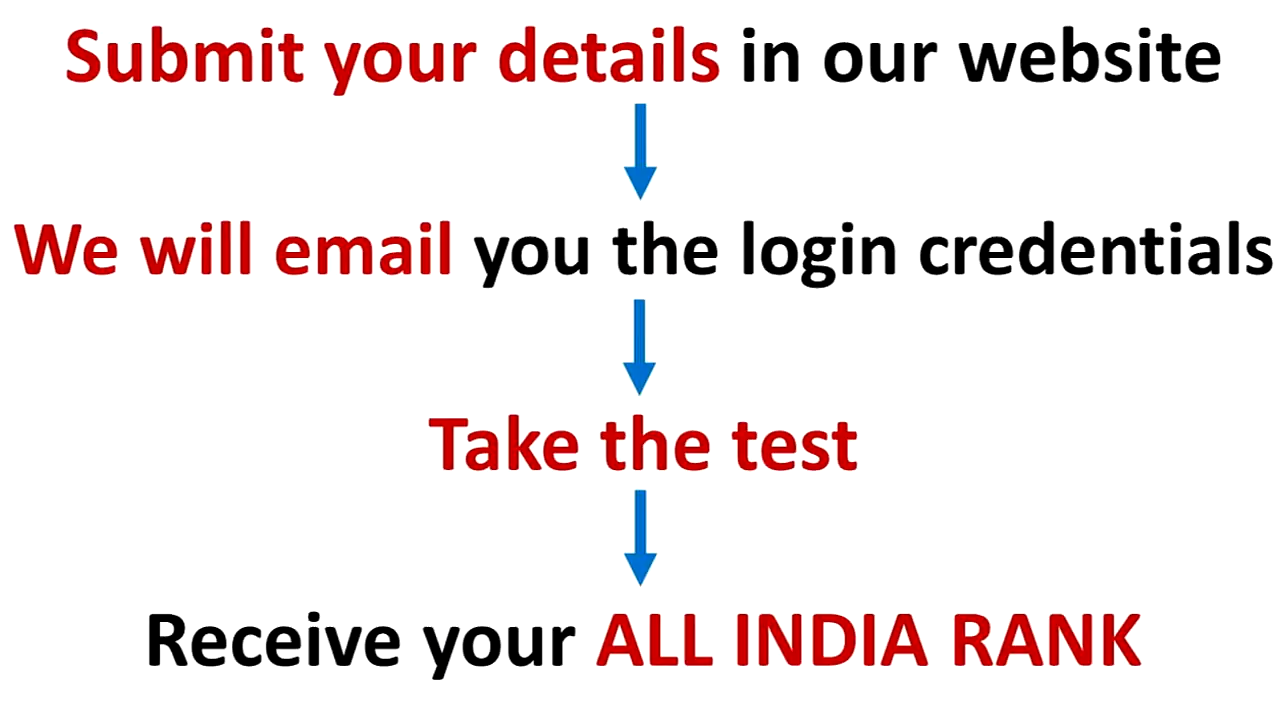 Submit your details in our website
We will email you the login credentials
Take the test
Receive your ALL INDIA RANK